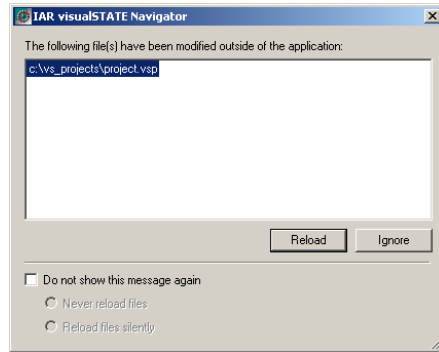 IAR visualSTATE Navigator
The following file(s) have been modified outside of the application:
c:\vs_projects\project.vsp
Reload Ignore
Do not show this message again
Never reload files
Reload files silently